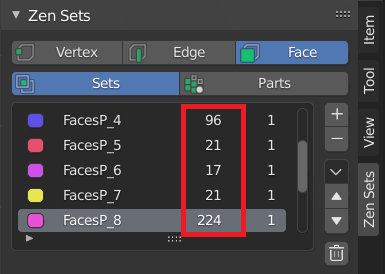 Zen Sets
Vertex Edge Face
Sets Parts
FacesP_4 96 1
FacesP_5 21 1
FacesP_6 17 1
FacesP_7 21 1
FacesP_8 224 1
Item
Tool
Zen Sets